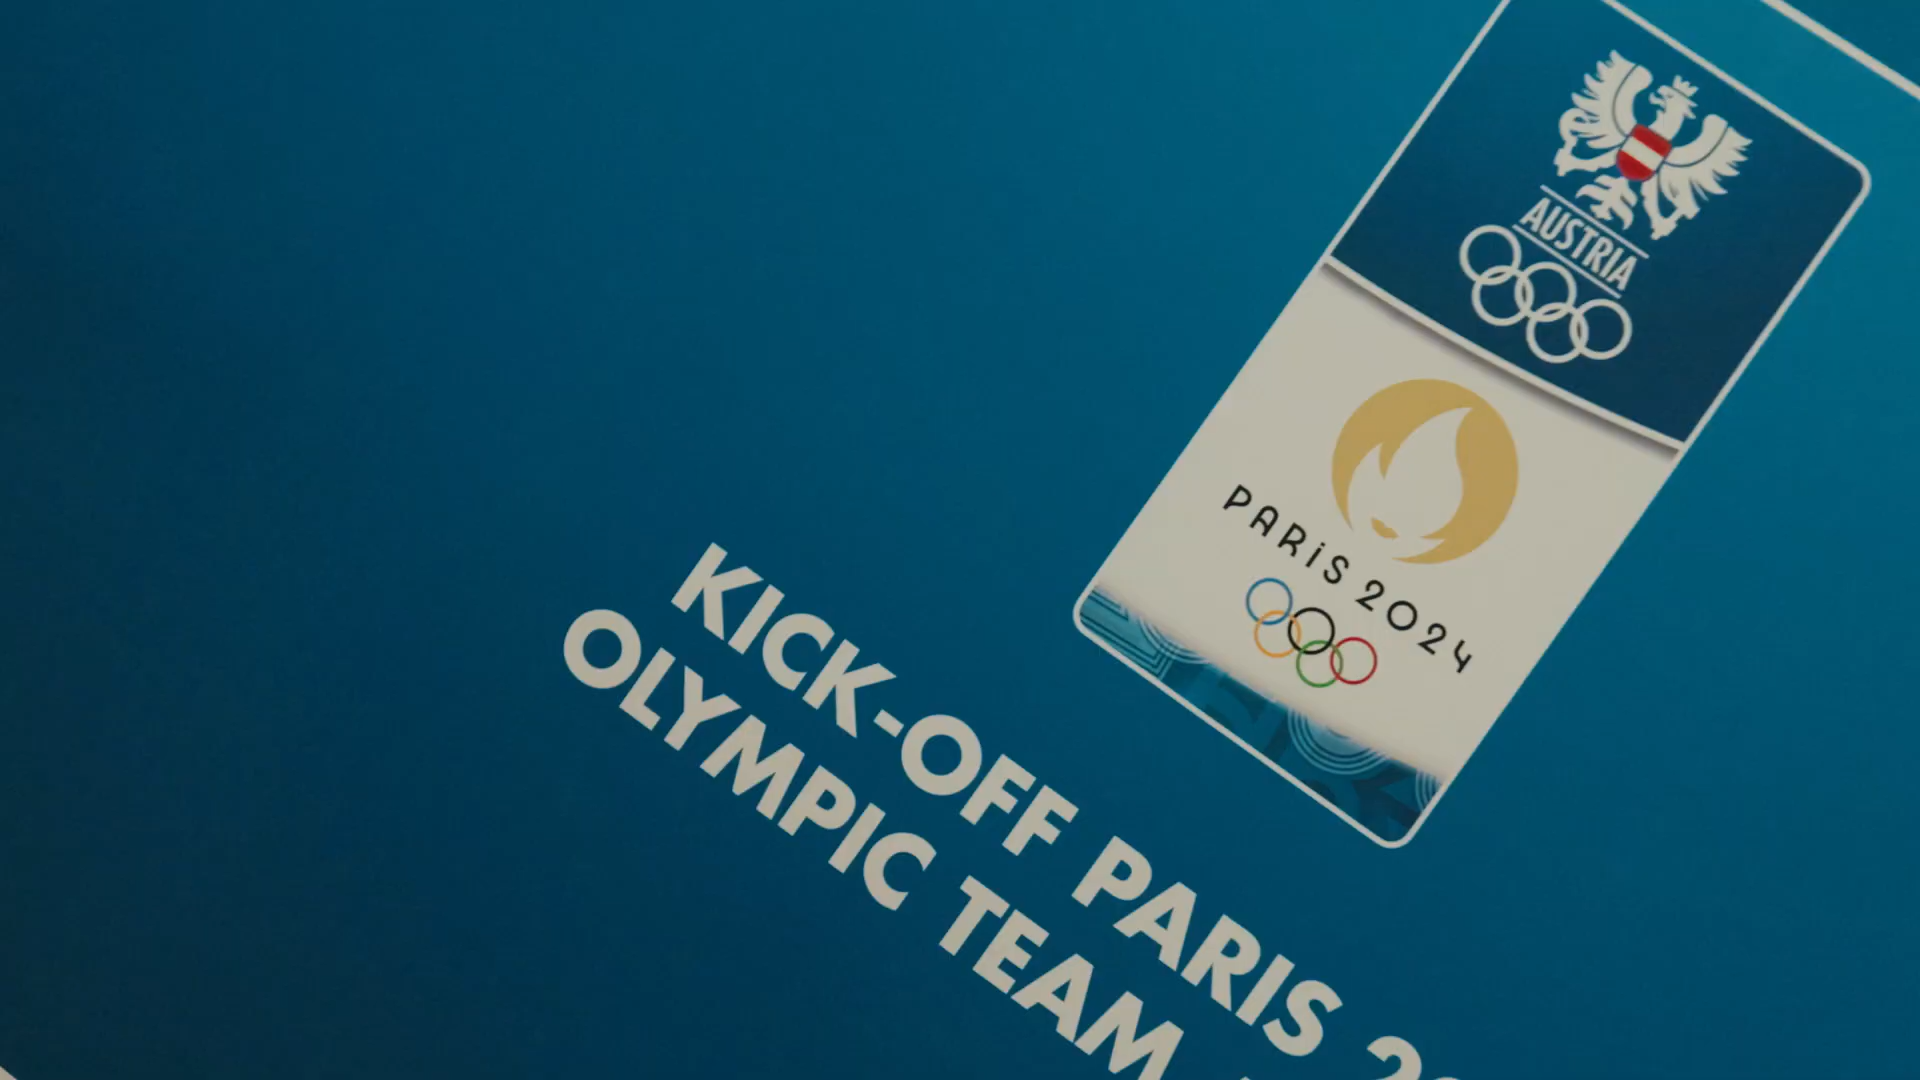 AUSTRIA
PARiS 2024
KICK-OFF PARIS
OLYMPIC TEAM